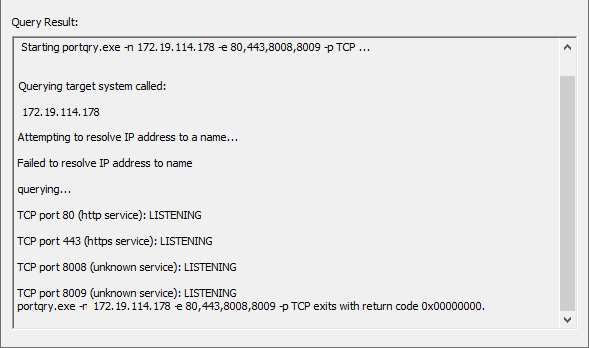 Query Result:
Starting portqry.exe -n 172.19.114.178 -e 80,443,8008,8009 -p TCP ...
Querying target system called:
172.19.114.178
Attempting to resolve IP address to a name...
Failed to resolve IP address to name
querying...
TCP port 80 (http service): LISTENING
TCP port 443 (https service): LISTENING
TCP port 8008 (unknown service): LISTENING
TCP port 8009 (unknown service): LISTENING
portqry.exe -n 172.19.114.178 -e 80,443,8008,8009 -p TCP exits with return code 0x00000000.